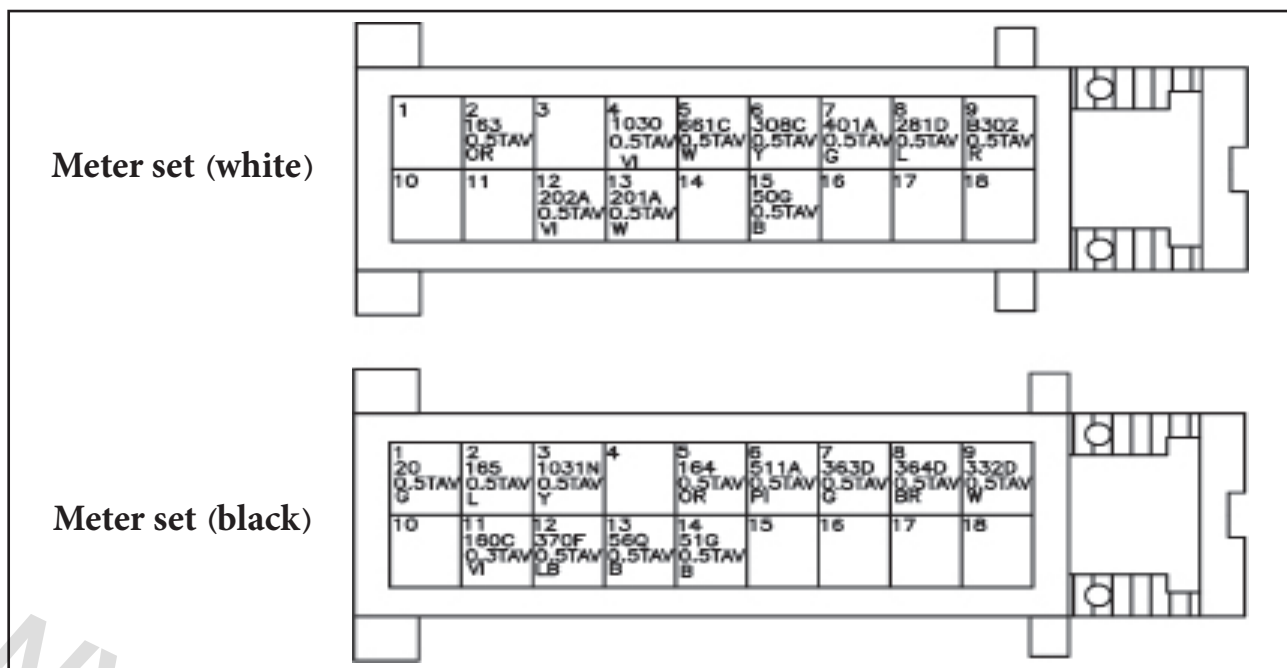 Meter set (white)
1 2 3 4 5 6 7 8 9
163 1030 661C 308C 401A 281D B302
0.5TAV 0.5TAV 0.5TAV 0.5TAV 0.5TAV 0.5TAV 0.5TAV
OR VI W Y G L R
10 11 12 13 14 15 16 17 18
202A 201A 50G
0.5TAV 0.5TAV 0.5TAV
VI W B
Meter set (black)
1 2 3 4 5 6 7 8 9
20 165 1031N 164 511A 363D 364D 332D
0.5TAV 0.5TAV 0.5TAV 0.5TAV 0.5TAV 0.5TAV 0.5TAV 0.5TAV
G L Y OR PI G BR W
10 11 12 13 14 15 16 17 18
180C 370F 56Q 51G
0.3TAV 0.5TAV 0.5TAV 0.5TAV
VI LB B B